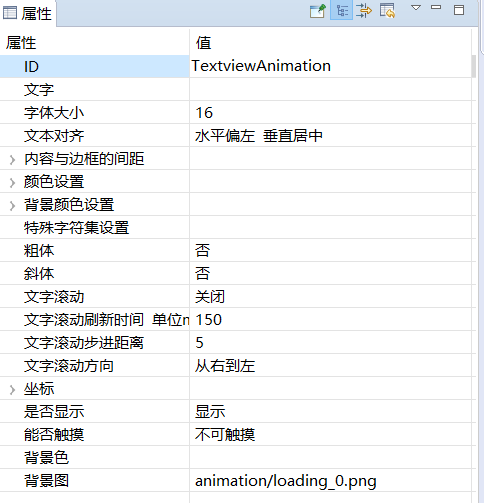 属性
属性 值
ID TextviewAnimation
文字
字体大小 16
文本对齐 水平偏左 垂直居中
内容与边框的间距
颜色设置
背景颜色设置
特殊字符集设置
粗体 否
斜体 否
文字滚动 关闭
文字滚动刷新时间 单位 150
文字滚动步进距离 5
文字滚动方向 从右到左
坐标
是否显示 显示
能否触摸 不可触摸
背景色
背景图 animation/loading_0.png